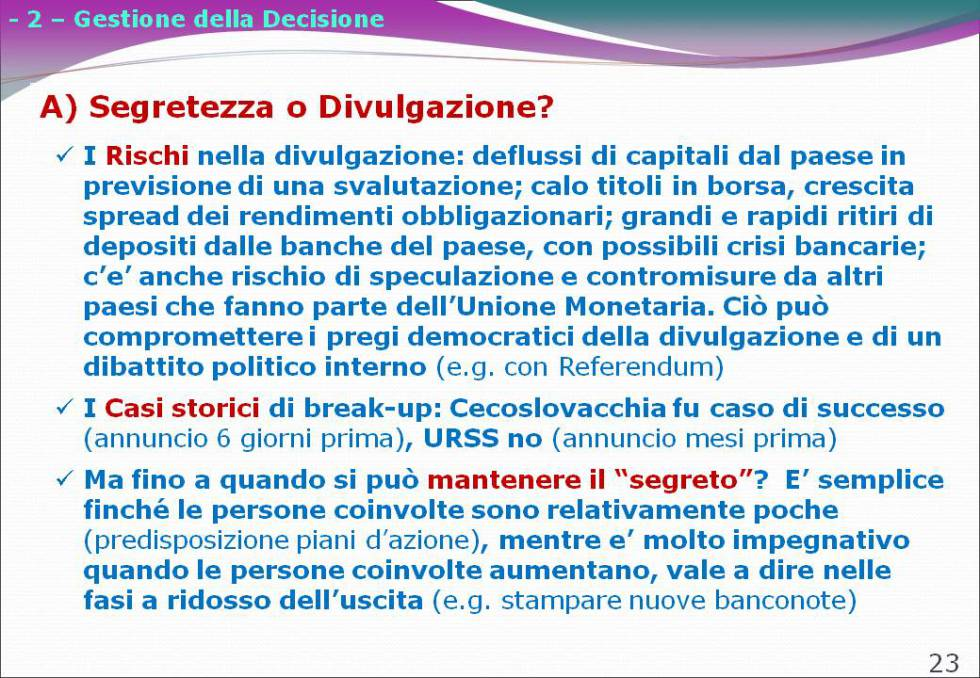 - 2 – Gestione della Decisione
A) Segretezza o Divulgazione?
✓ I Rischi nella divulgazione: deflussi di capitali dal paese in
previsione di una svalutazione; calo titoli in borsa, crescita
spread dei rendimenti obbligazionari; grandi e rapidi ritiri di
depositi dalle banche del paese, con possibili crisi bancarie;
c’e’ anche rischio di speculazione e contromisure da altri
paesi che fanno parte dell’Unione Monetaria. Ciò può
compromettere i pregi democratici della divulgazione e di un
dibattito politico interno (e.g. con Referendum)
✓ I Casi storici di break-up: Cecoslovacchia fu caso di successo
(annuncio 6 giorni prima), URSS no (annuncio mesi prima)
✓ Ma fino a quando si può mantenere il “segreto”? E’ semplice
finché le persone coinvolte sono relativamente poche
(predisposizione piani d’azione), mentre e’ molto impegnativo
quando le persone coinvolte aumentano, vale a dire nelle
fasi a ridosso dell’uscita (e.g. stampare nuove banconote)
23